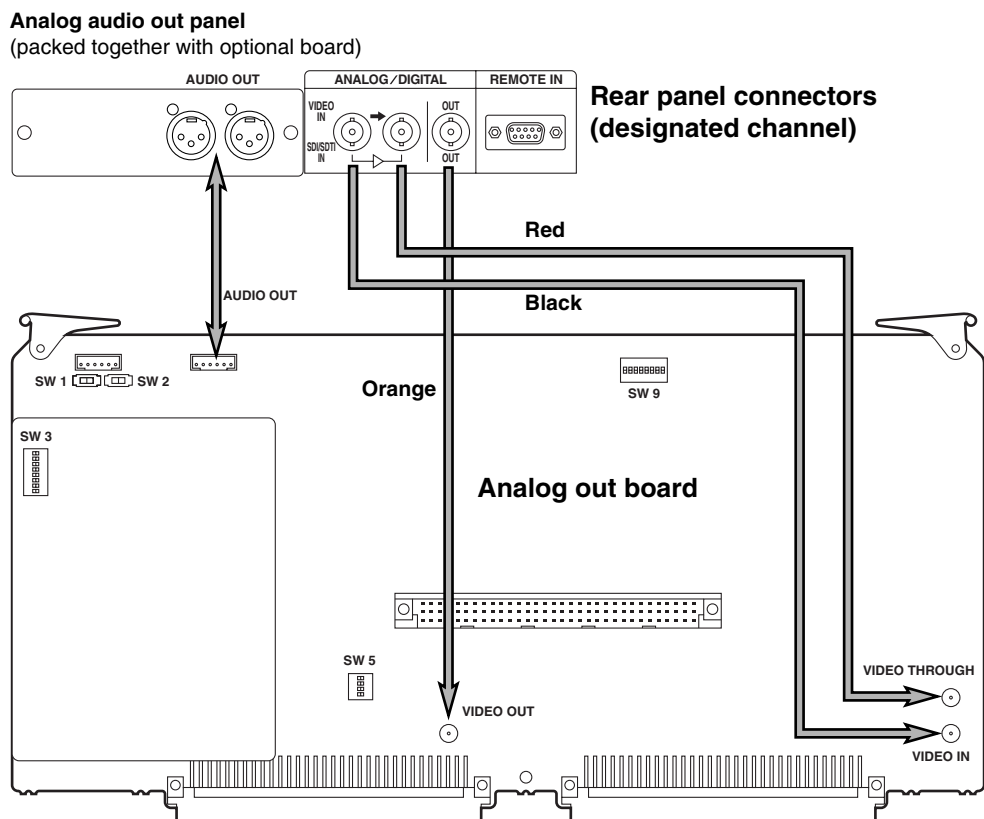 Analog audio out panel
(packed together with optional board)
AUDIO OUT
ANALOG/DIGITAL
REMOTE IN
VIDEO
IN
OUT
SDI/SDTI
IN
OUT
Rear panel connectors
(designated channel)
Red
AUDIO OUT
Black
SW 1
SW 2
Orange
SW 9
SW 3
Analog out board
SW 5
VIDEO THROUGH
VIDEO OUT
VIDEO IN